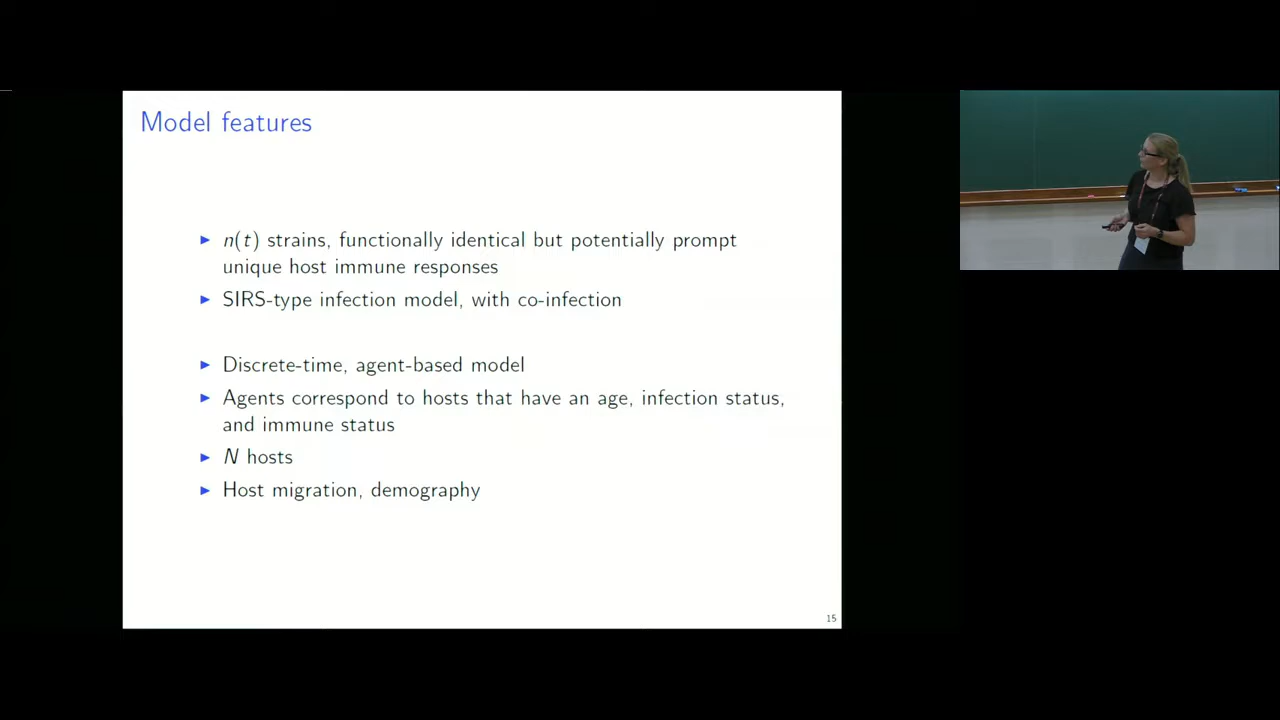 Model features
▶ n(t) strains, functionally identical but potentially prompt
unique host immune responses
▶ SIRS-type infection model, with co-infection
▶ Discrete-time, agent-based model
▶ Agents correspond to hosts that have an age, infection status,
and immune status
▶ N hosts
▶ Host migration, demography
15